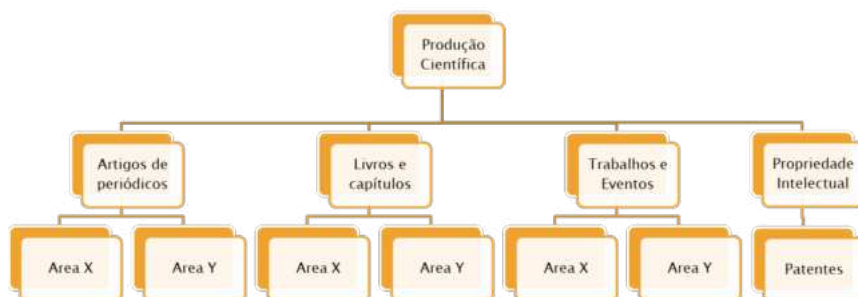 Produção
Científica
Artigos de
periódicos
Livros e
capítulos
Trabalhos e
Eventos
Propriedade
Intelectual
Area X
Area Y
Area X
Area Y
Area X
Area Y
Patentes